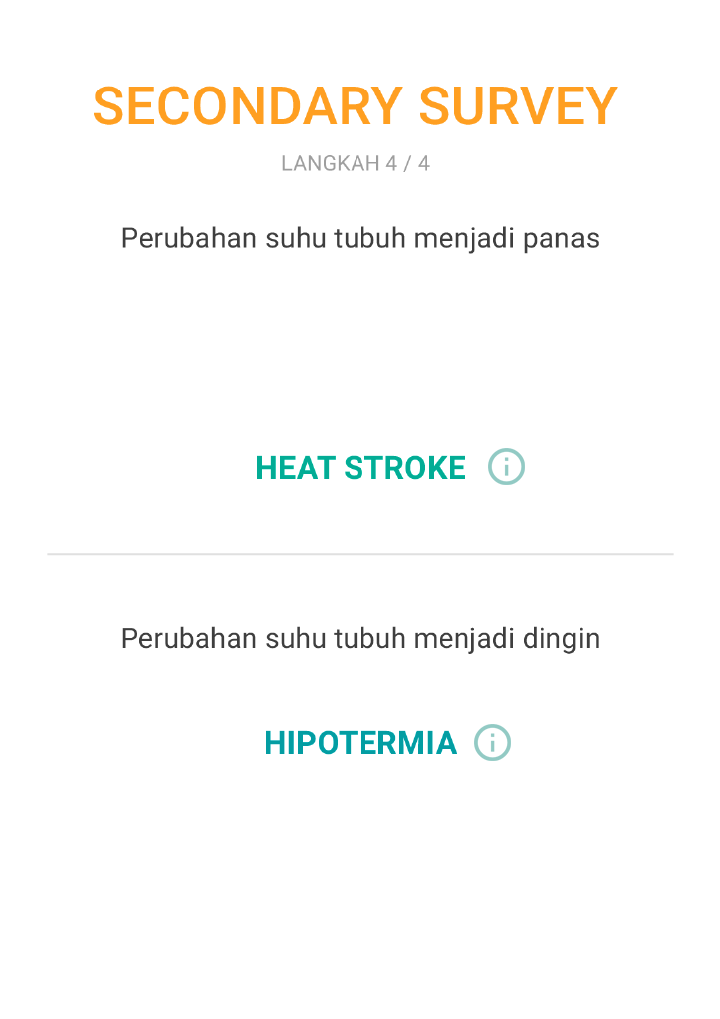 SECONDARY SURVEY
LANGKAH 4 / 4
Perubahan suhu tubuh menjadi panas
HEAT STROKE
Perubahan suhu tubuh menjadi dingin
HIPOTERMIA